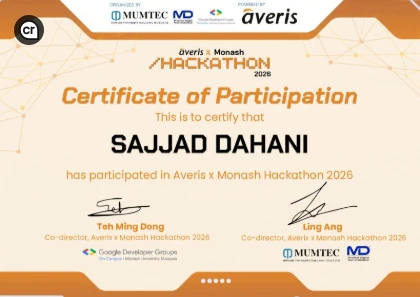 ORGANIZED BY
POWERED BY
cr
MUMTEC
MD
Google Developer Groups
averis
averis x Monash
/HACKATHON
2026
Certificate of Participation
This is to certify that
SAJJAD DAHANI
has participated in Averis x Monash Hackathon 2026
Teh Ming Dong
Co-director, Averis x Monash Hackathon 2026
Ling Ang
Co-director, Averix x Monash Hackathon 2026
Google Developer Groups
On Campus • Monash University Malaysia
MUMTEC
MD